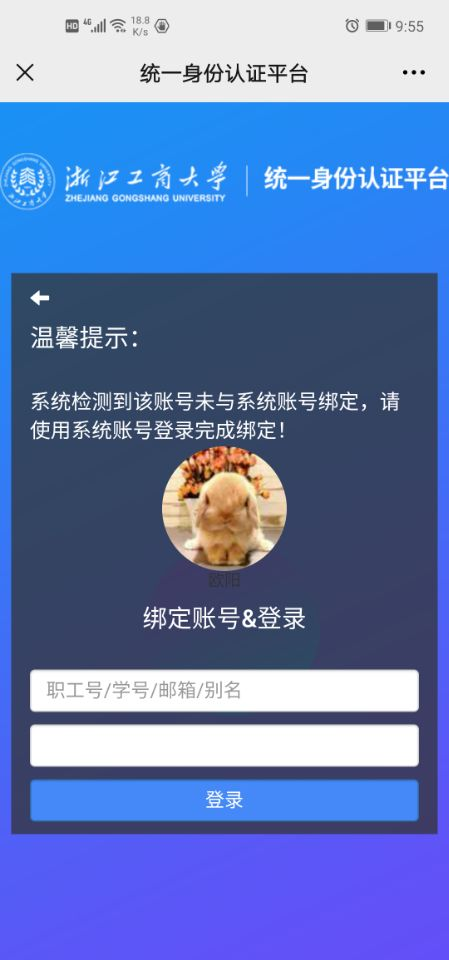 HD 4G 18.8 K/s 9:55
统一身份认证平台
浙江工商大学 统一身份认证平台
ZHEJIANG GONGSHANG UNIVERSITY
温馨提示：
系统检测到该账号未与系统账号绑定，请
使用系统账号登录完成绑定！
欧阳
绑定账号&登录
职工号/学号/邮箱/别名
登录